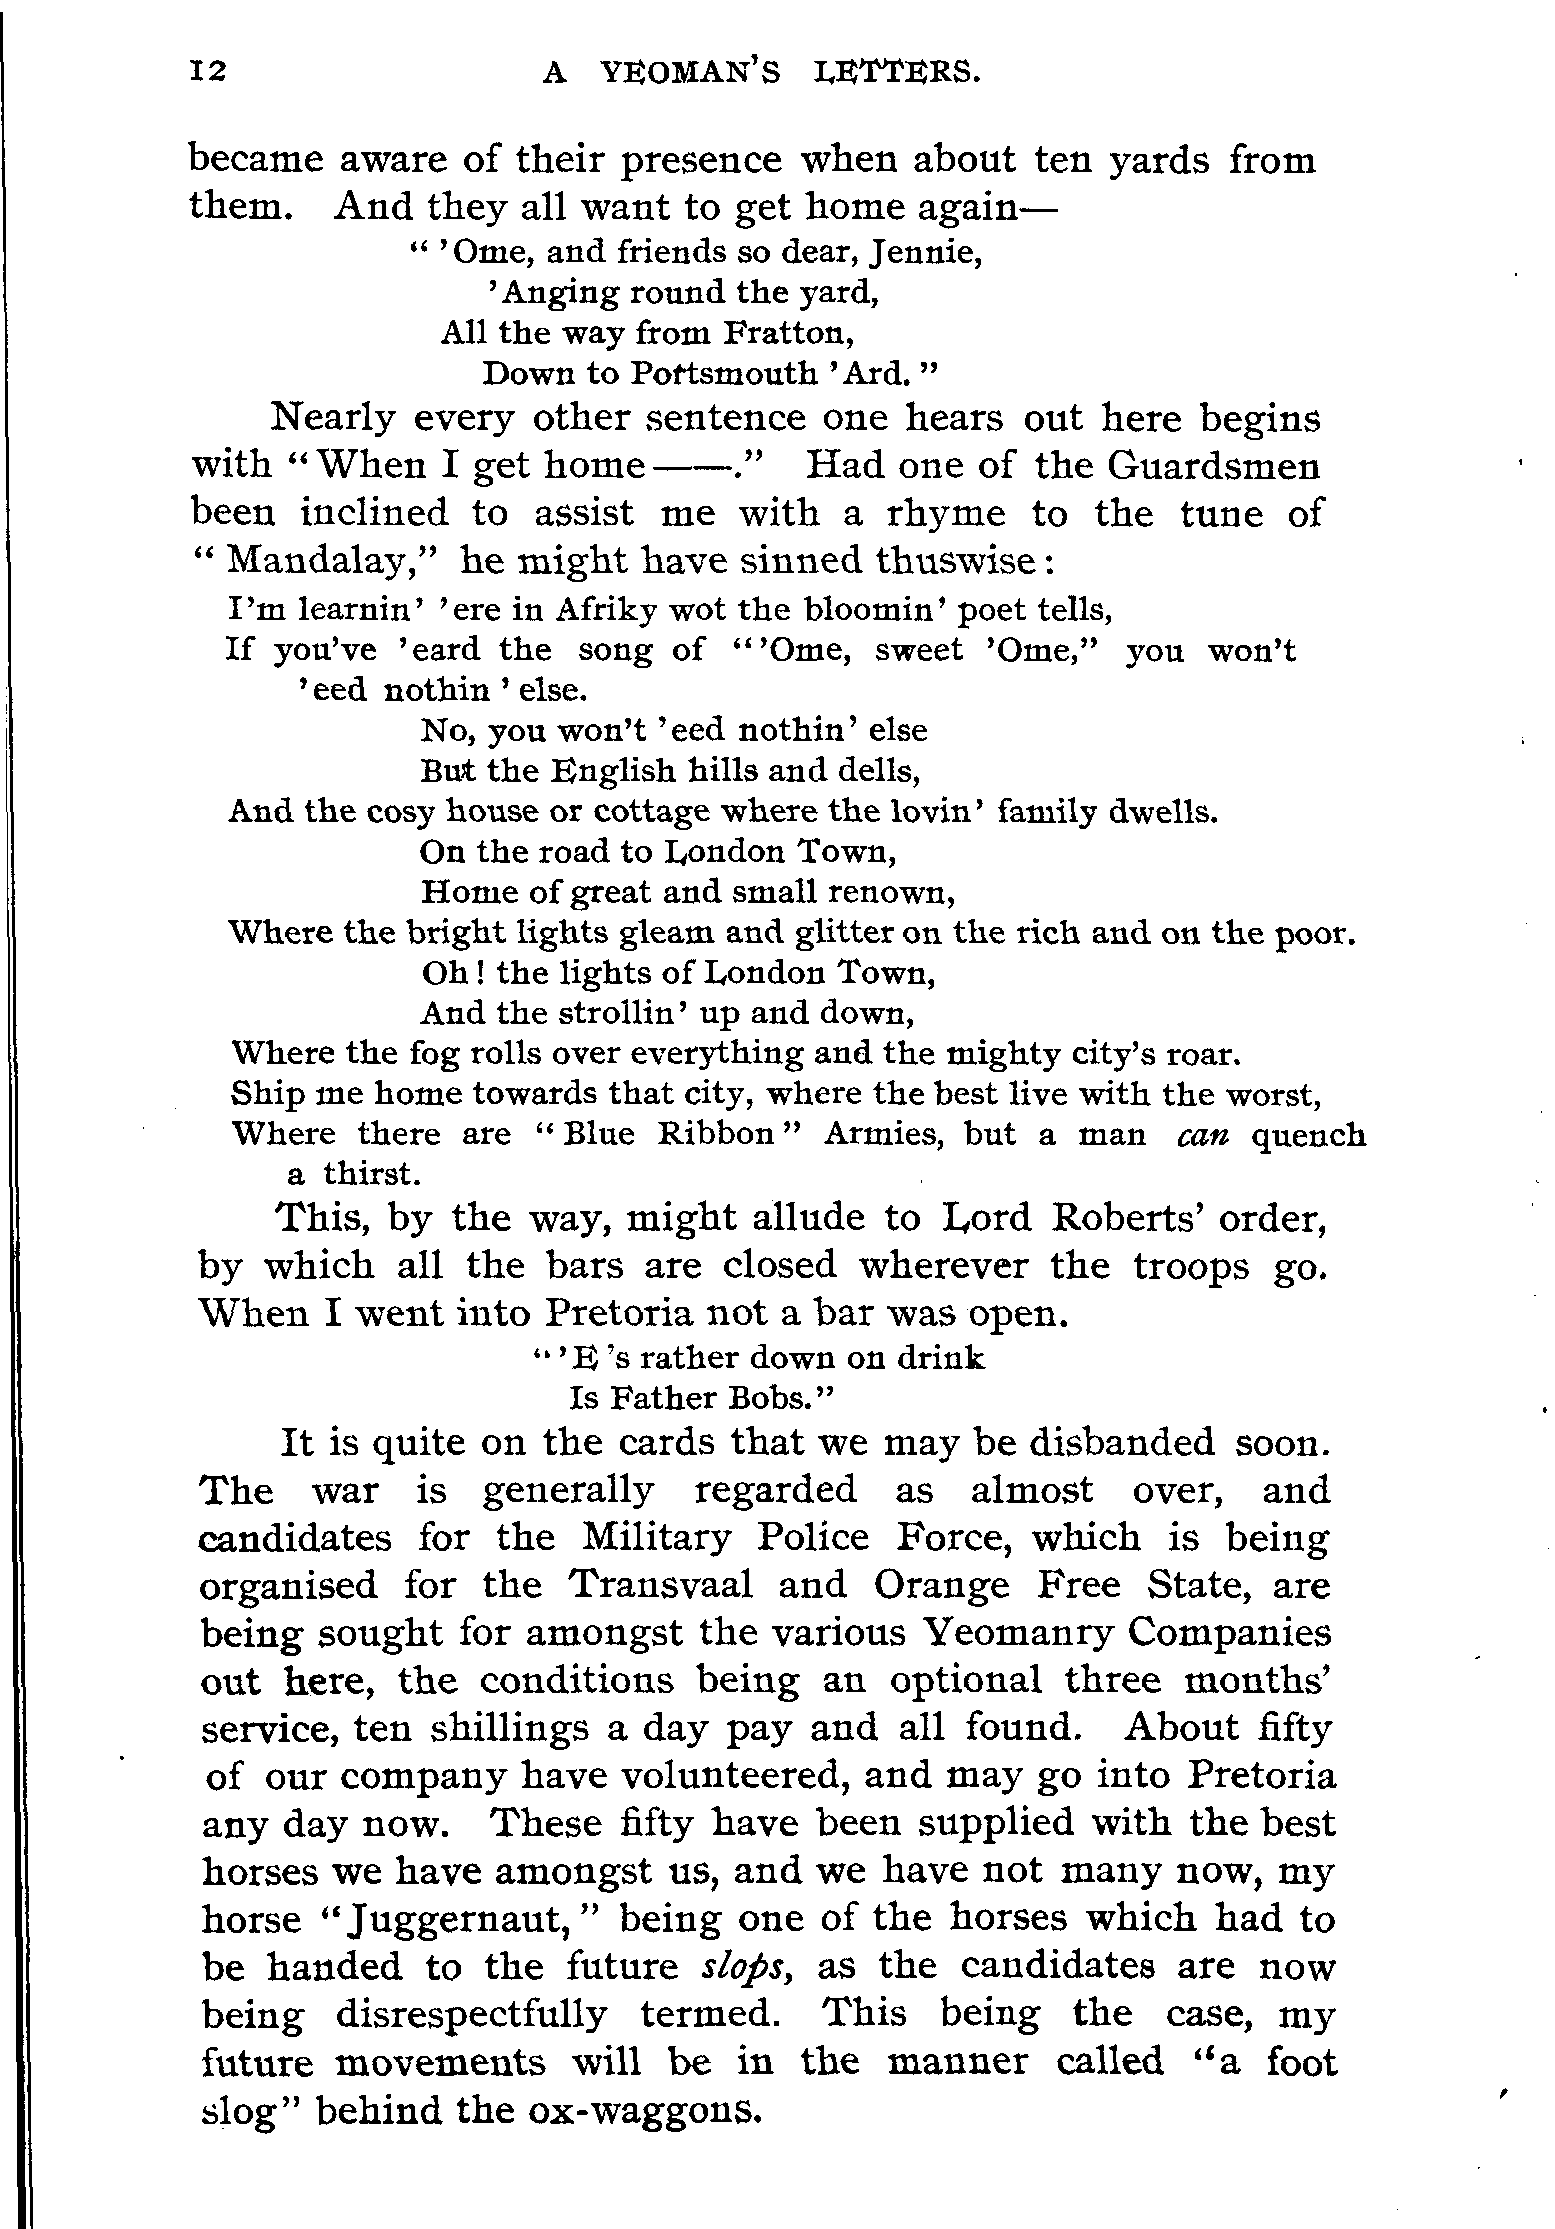 12 A YEOMAN'S LETTERS.
became aware of their presence when about ten yards from
them. And they all want to get home again—
“ ’Ome, and friends so dear, Jennie,
’Anging round the yard,
All the way from Fratton,
Down to Portsmouth ’Ard.”
Nearly every other sentence one hears out here begins
with “When I get home——.” Had one of the Guardsmen
been inclined to assist me with a rhyme to the tune of
“Mandalay,” he might have sinned thuswise:
I’m learnin’ ’ere in Afriky wot the bloomin’ poet tells,
If you’ve ’eard the song of “’Ome, sweet ’Ome,” you won’t
’eed nothin ’ else.
No, you won’t ’eed nothin’ else
But the English hills and dells,
And the cosy house or cottage where the lovin’ family dwells.
On the road to London Town,
Home of great and small renown,
Where the bright lights gleam and glitter on the rich and on the poor.
Oh! the lights of London Town,
And the strollin’ up and down,
Where the fog rolls over everything and the mighty city’s roar.
Ship me home towards that city, where the best live with the worst,
Where there are “Blue Ribbon” Armies, but a man can quench
a thirst.
This, by the way, might allude to Lord Roberts’ order,
by which all the bars are closed wherever the troops go.
When I went into Pretoria not a bar was open.
“’E ’s rather down on drink
Is Father Bobs.”
It is quite on the cards that we may be disbanded soon.
The war is generally regarded as almost over, and
candidates for the Military Police Force, which is being
organised for the Transvaal and Orange Free State, are
being sought for amongst the various Yeomanry Companies
out here, the conditions being an optional three months’
service, ten shillings a day pay and all found. About fifty
of our company have volunteered, and may go into Pretoria
any day now. These fifty have been supplied with the best
horses we have amongst us, and we have not many now, my
horse “Juggernaut,” being one of the horses which had to
be handed to the future slops, as the candidates are now
being disrespectfully termed. This being the case, my
future movements will be in the manner called “a foot
slog” behind the ox-waggons.